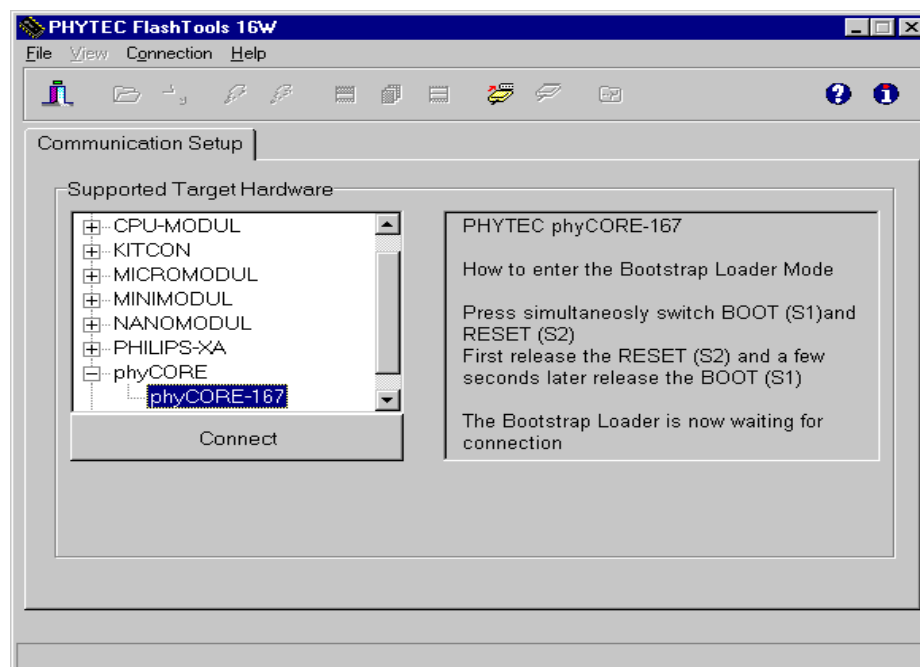 PHYTEC FlashTools 16W
File View Connection Help
Communication Setup
Supported Target Hardware
CPU-MODUL
KITCON
MICROMODUL
MINIMODUL
NANOMODUL
PHILIPS-XA
phyCORE
phyCORE-167
Connect
PHYTEC phyCORE-167
How to enter the Bootstrap Loader Mode
Press simultaneosly switch BOOT (S1)and
RESET (S2)
First release the RESET (S2) and a few
seconds later release the BOOT (S1)
The Bootstrap Loader is now waiting for
connection